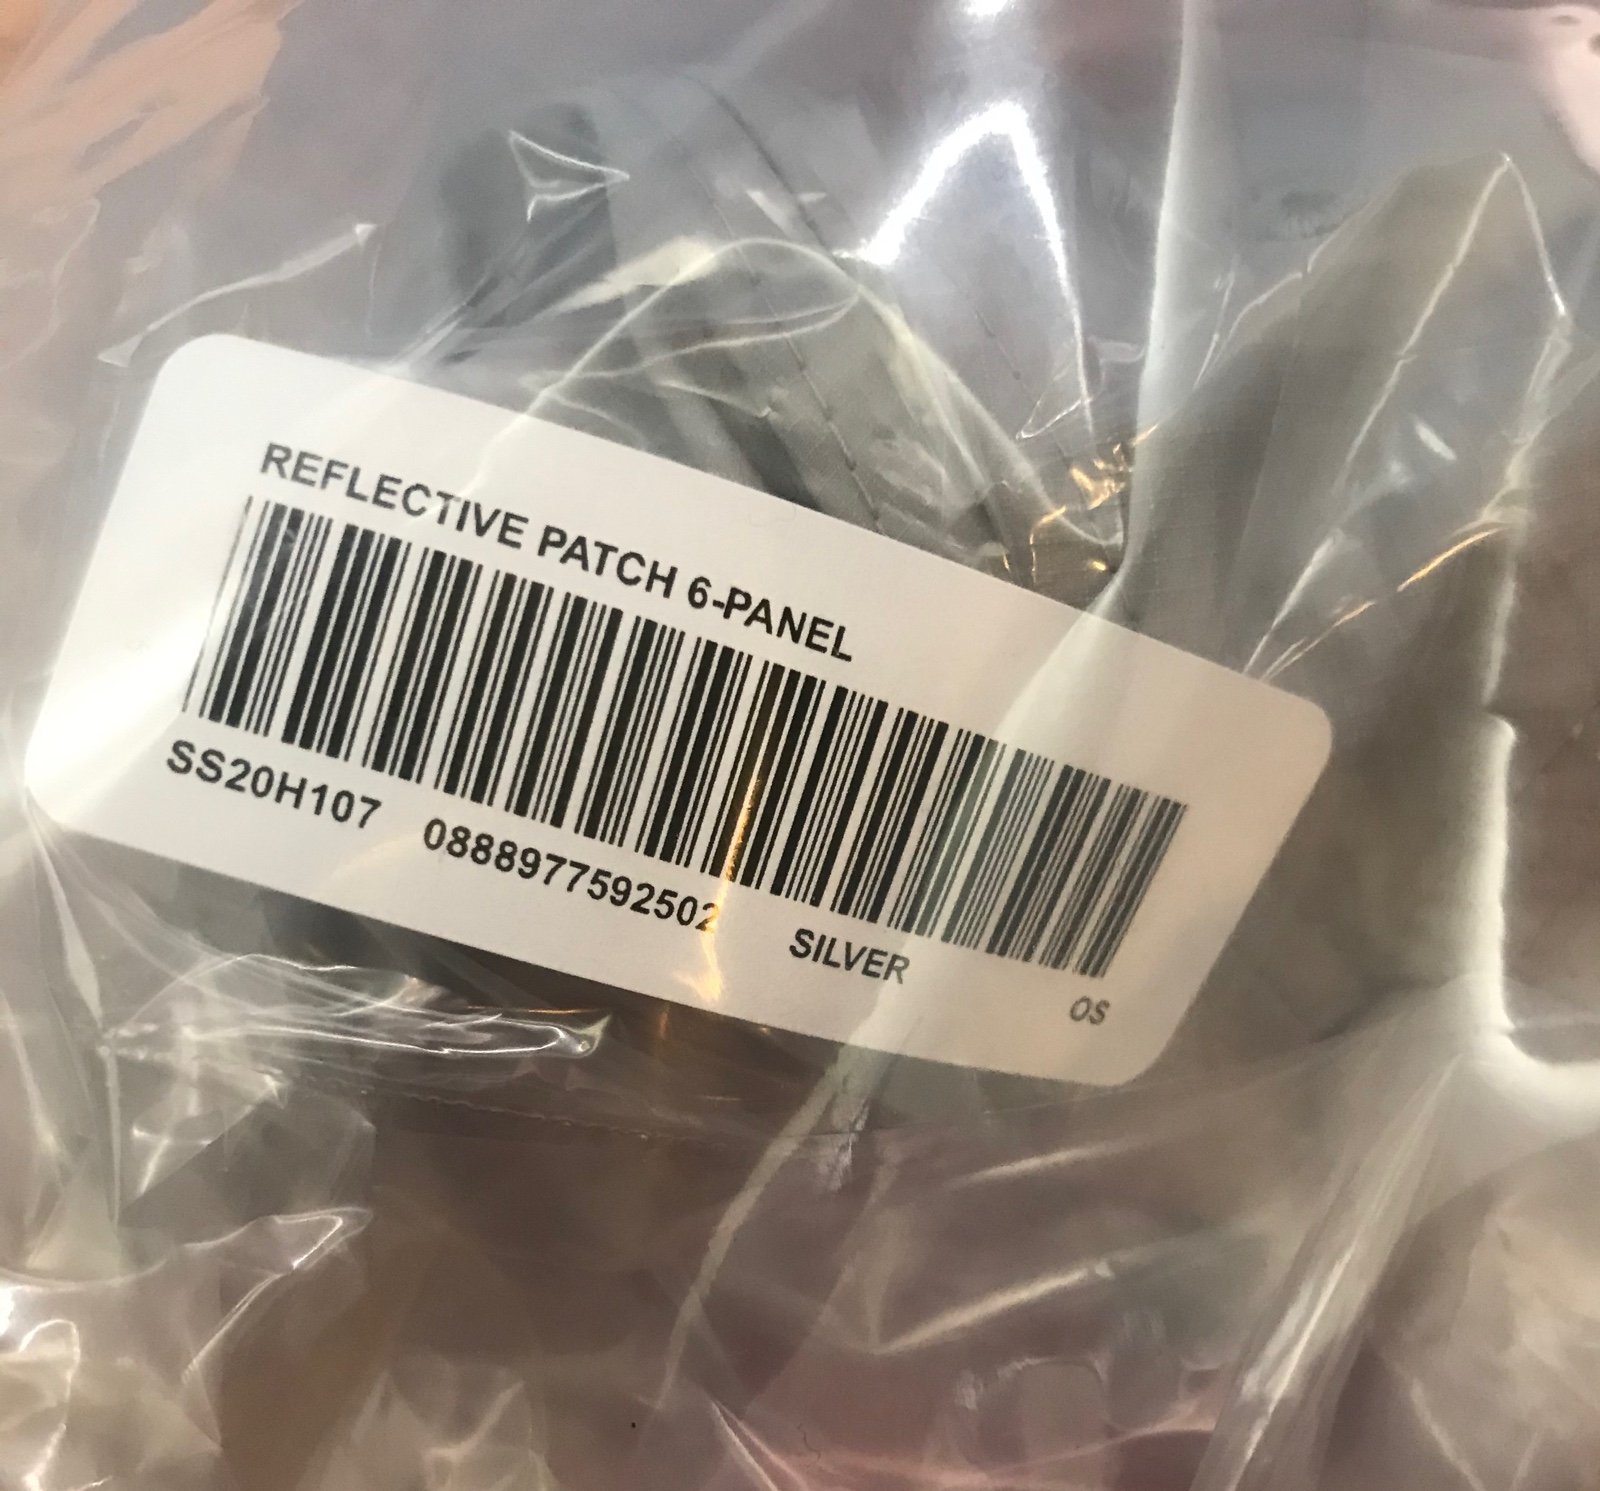 REFLECTIVE PATCH 6-PANEL
SS20H107 0888977592502 SILVER OS